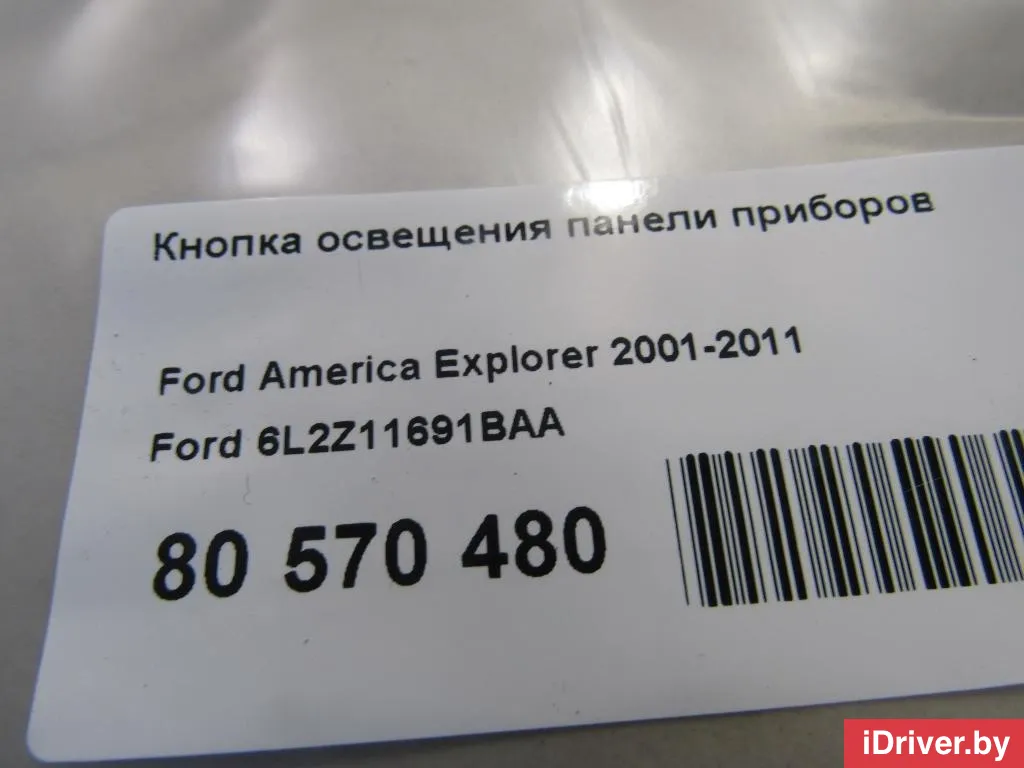 Кнопка освещения панели приборов
Ford America Explorer 2001-2011
Ford 6L2Z11691BAA
80 570 480
iDriver.by